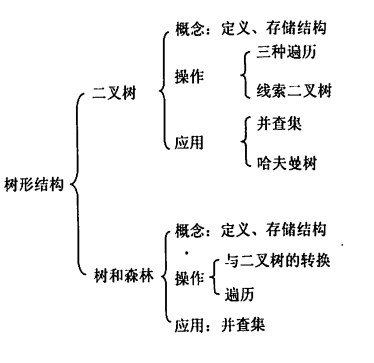 概念：定义、存储结构
三种遍历
二叉树
操作
线索二叉树
并查集
应用
哈夫曼树
树形结构
概念：定义、存储结构
与二叉树的转换
树和森林
操作
遍历
应用：并查集